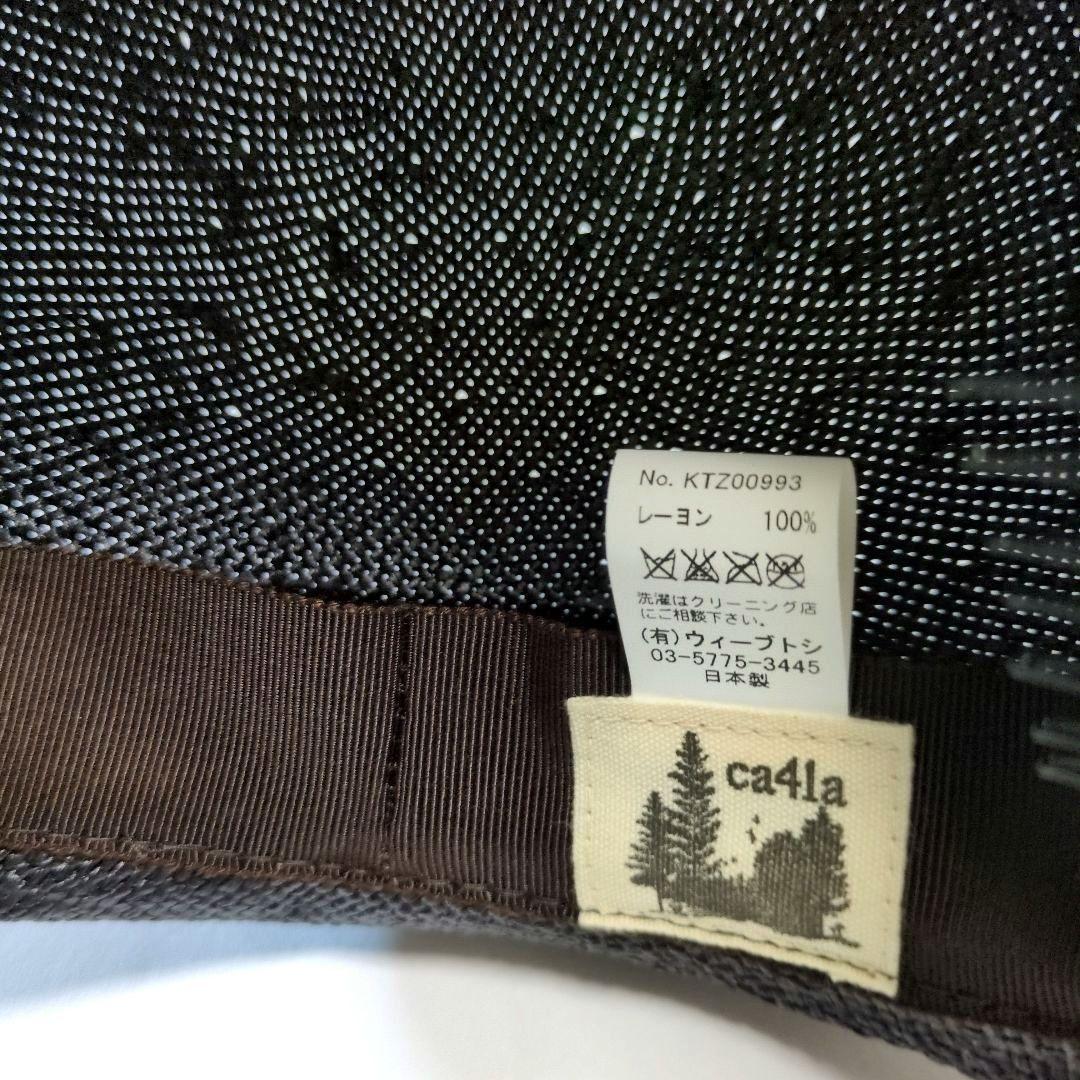 No. KTZ00993
レーヨン 100%
洗濯はクリーニング店
にご相談下さい。
(有)ウィーブトシ
03-5775-3445
日本製
ca4la